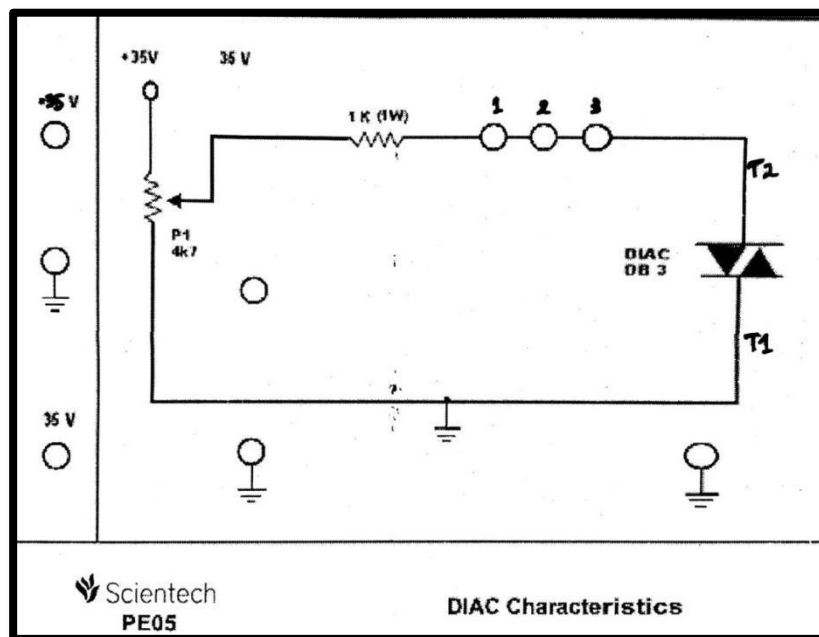 +35V 35 V
+35 V
1K (1W)
1 2 3
T2
P1
4k7
DIAC
DB 3
T1
35 V
Scientech
PE05
DIAC Characteristics